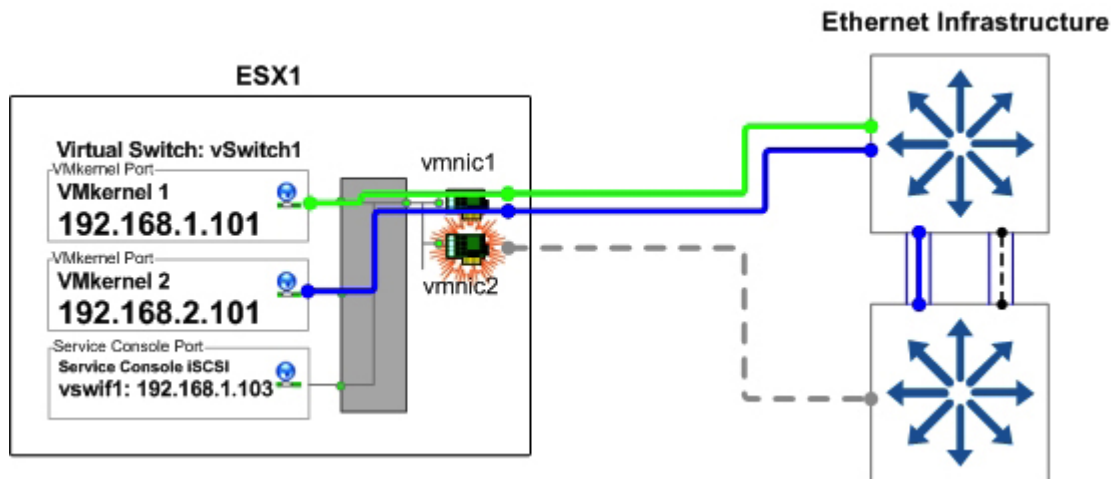 Ethernet Infrastructure
ESX1
Virtual Switch: vSwitch1
VMkernel Port
VMkernel 1
192.168.1.101
VMkernel Port
VMkernel 2
192.168.2.101
Service Console Port
Service Console iSCSI
vswif1: 192.168.1.103
vmnic1
vmnic2